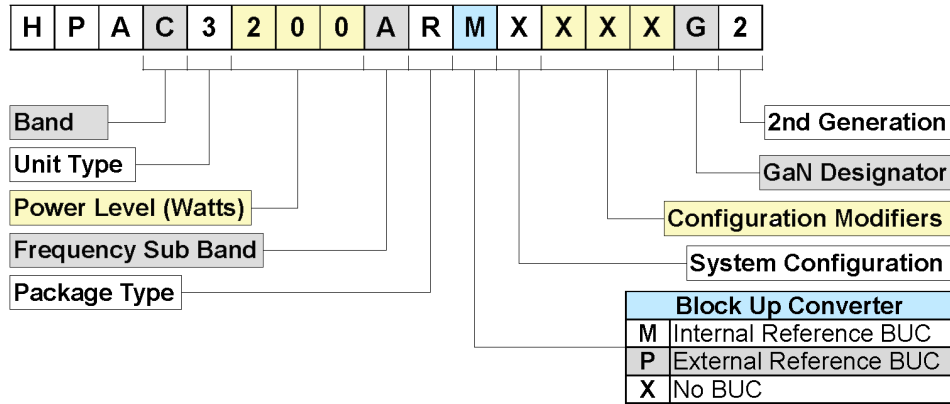 H P A C 3 2 0 0 A R M X X X X G 2
Band
Unit Type
Power Level (Watts)
Frequency Sub Band
Package Type
2nd Generation
GaN Designator
Configuration Modifiers
System Configuration
Block Up Converter
M Internal Reference BUC
P External Reference BUC
X No BUC